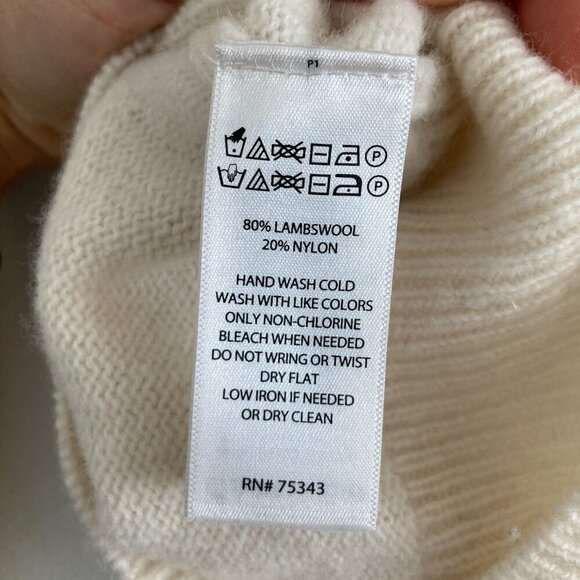 P1
P
P
80% LAMBSWOOL
20% NYLON
HAND WASH COLD
WASH WITH LIKE COLORS
ONLY NON-CHLORINE
BLEACH WHEN NEEDED
DO NOT WRING OR TWIST
DRY FLAT
LOW IRON IF NEEDED
OR DRY CLEAN
RN# 75343